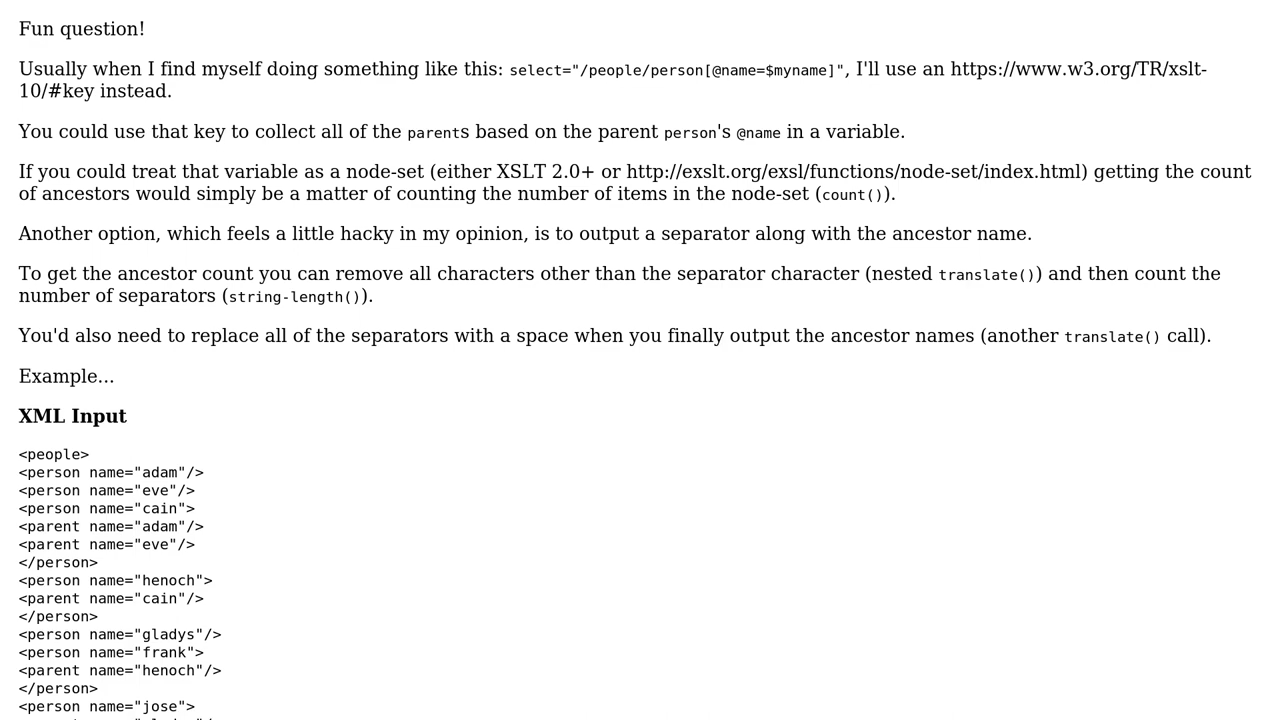 Fun question!
Usually when I find myself doing something like this: select="/people/person[@name=$myname]", I'll use an https://www.w3.org/TR/xslt-
10/#key instead.
You could use that key to collect all of the parents based on the parent person's @name in a variable.
If you could treat that variable as a node-set (either XSLT 2.0+ or http://exslt.org/exsl/functions/node-set/index.html) getting the count
of ancestors would simply be a matter of counting the number of items in the node-set (count()).
Another option, which feels a little hacky in my opinion, is to output a separator along with the ancestor name.
To get the ancestor count you can remove all characters other than the separator character (nested translate()) and then count the
number of separators (string-length()).
You'd also need to replace all of the separators with a space when you finally output the ancestor names (another translate() call).
Example...
XML Input
<people>
<person name="adam"/>
<person name="eve"/>
<person name="cain">
<parent name="adam"/>
<parent name="eve"/>
</person>
<person name="henoch">
<parent name="cain"/>
</person>
<person name="gladys"/>
<person name="frank">
<parent name="henoch"/>
</person>
<person name="jose">